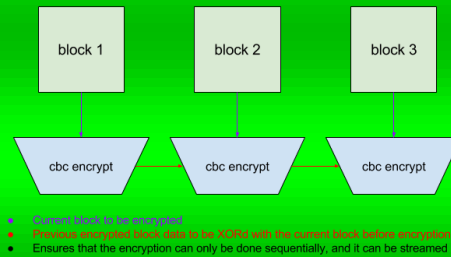 block 1 block 2 block 3
cbc encrypt cbc encrypt cbc encrypt
Current block to be encrypted
Previous encrypted block data to be XORd with the current block before encryption
Ensures that the encryption can only be done sequentially, and it can be streamed